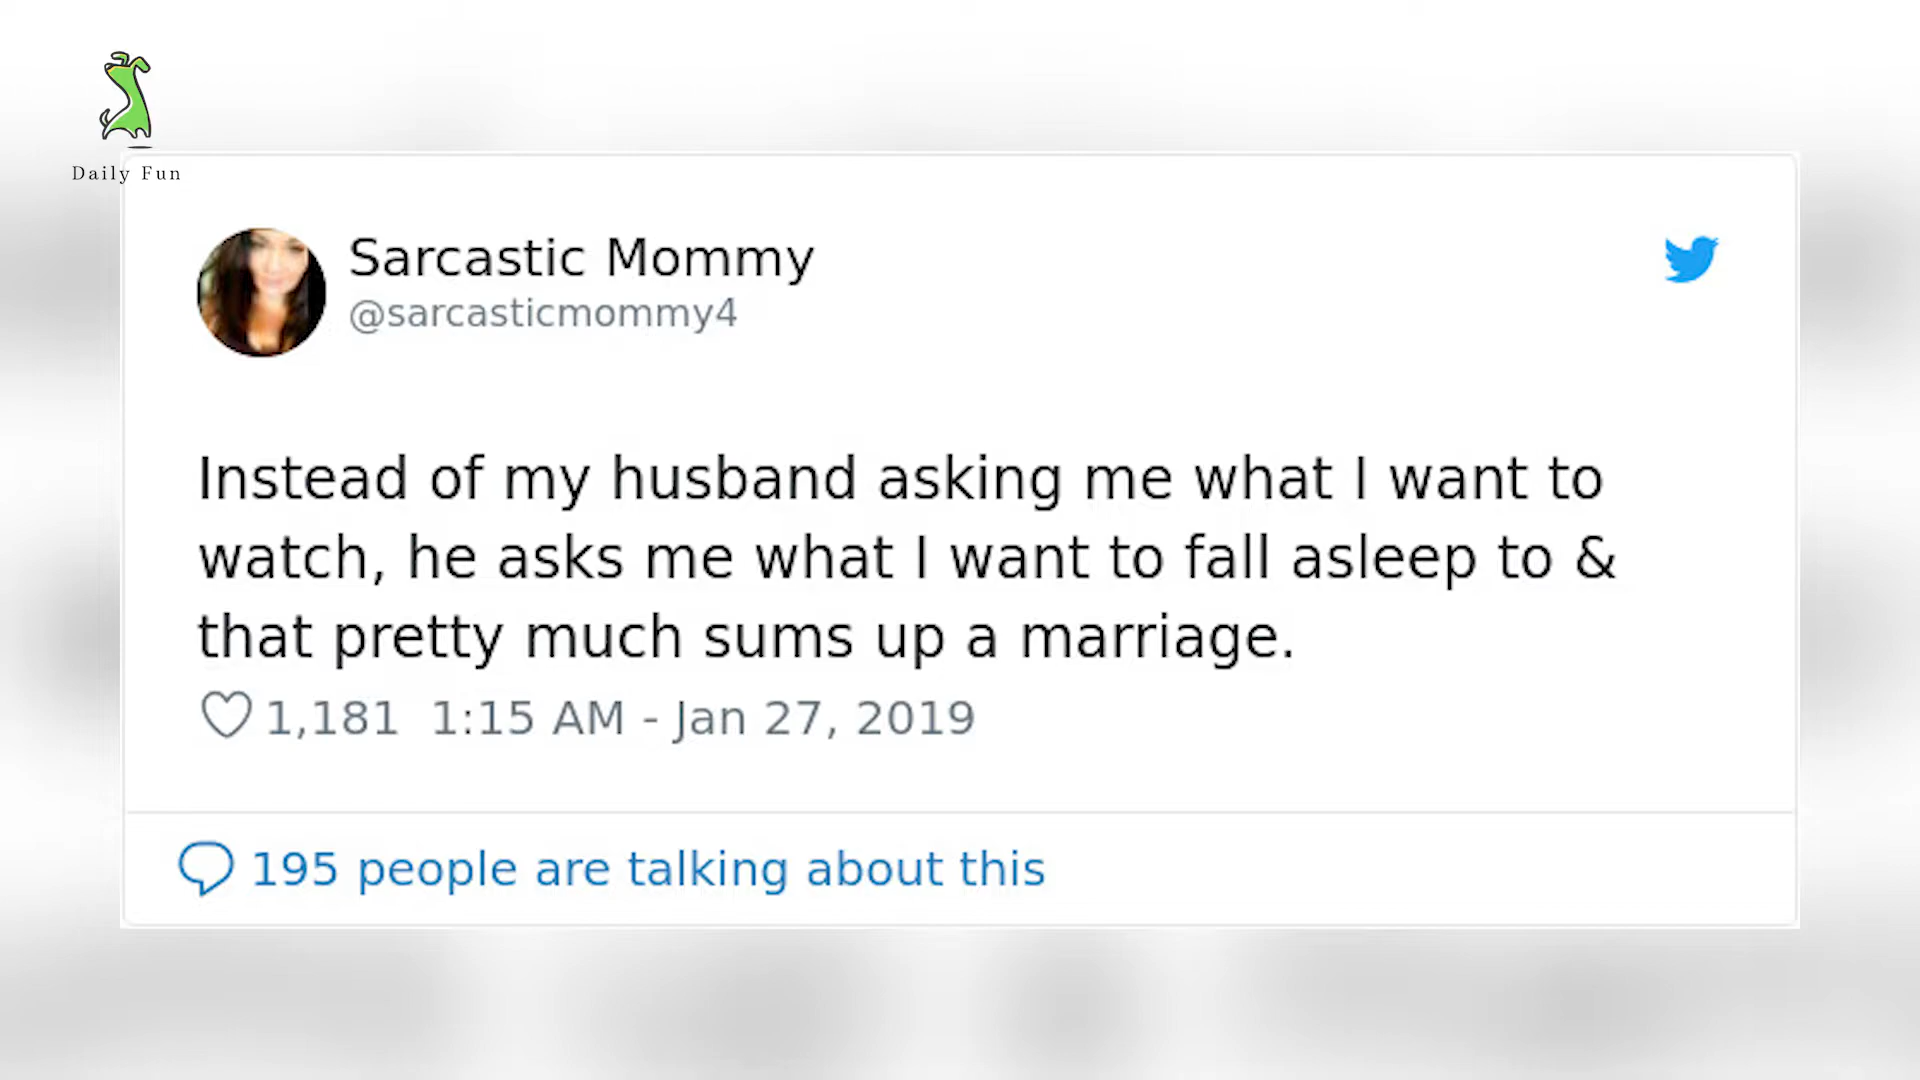 Daily Fun
Sarcastic Mommy
@sarcasticmommy4
Instead of my husband asking me what I want to
watch, he asks me what I want to fall asleep to &
that pretty much sums up a marriage.
1,181 1:15 AM - Jan 27, 2019
195 people are talking about this